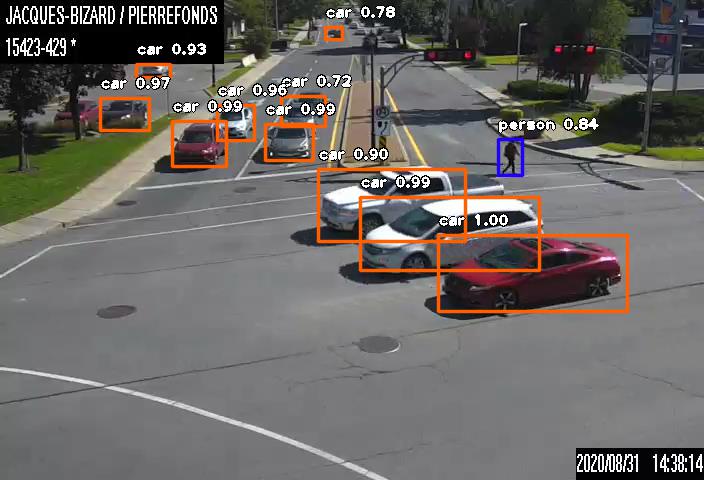 JACQUES-BIZARD / PIERREFONDS
15423-429 *
car 0.78
car 0.93
car 0.97
car 0.96
car 0.72
car 0.99
car 0.99
person 0.84
car 0.90
car 0.99
car 1.00
2020/08/31 14:38:14